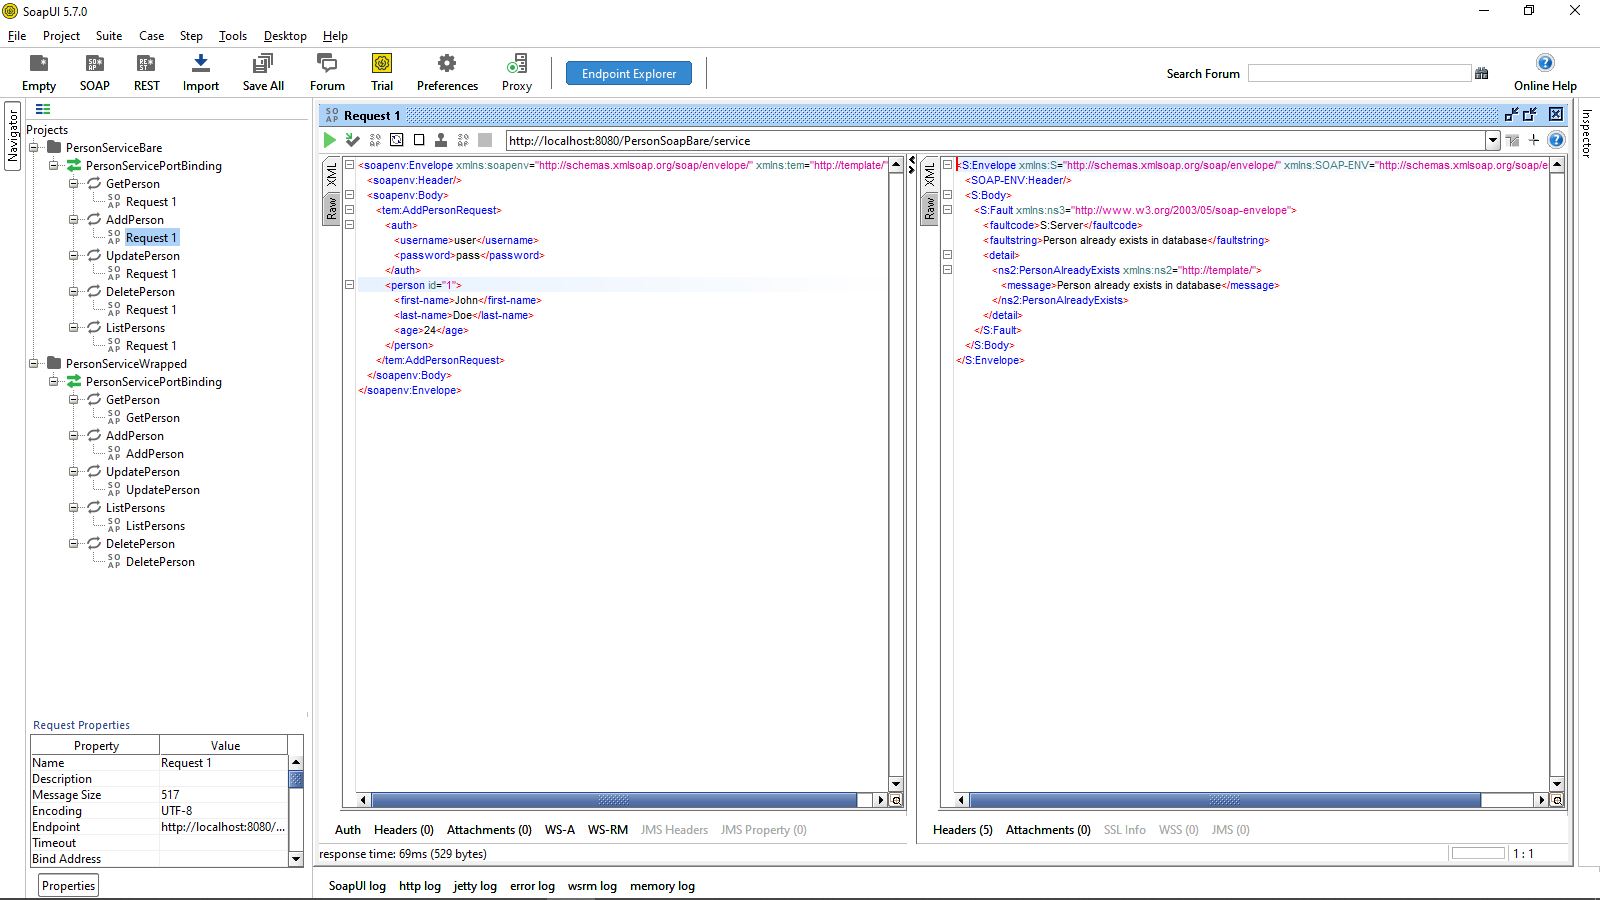 SoapUI 5.7.0
File Project Suite Case Step Tools Desktop Help
Empty SOAP REST Import Save All Forum Trial Preferences Proxy Endpoint Explorer Search Forum Online Help
Navigator
Projects
PersonServiceBare
PersonServicePortBinding
GetPerson
Request 1
AddPerson
Request 1
UpdatePerson
Request 1
DeletePerson
Request 1
ListPersons
Request 1
PersonServiceWrapped
PersonServicePortBinding
GetPerson
GetPerson
AddPerson
AddPerson
UpdatePerson
UpdatePerson
ListPersons
ListPersons
DeletePerson
DeletePerson
Request Properties
Property Value
Name Request 1
Description
Message Size 517
Encoding UTF-8
Endpoint http://localhost:8080/...
Timeout
Bind Address
Properties
Request 1
http://localhost:8080/PersonSoapBare/service
XML
Raw
<soapenv:Envelope xmlns:soapenv="http://schemas.xmlsoap.org/soap/envelope/" xmlns:tem="http://template/"
<soapenv:Header/>
<soapenv:Body>
<tem:AddPersonRequest>
<auth>
<username>user</username>
<password>pass</password>
</auth>
<person id="1">
<first-name>John</first-name>
<last-name>Doe</last-name>
<age>24</age>
</person>
</tem:AddPersonRequest>
</soapenv:Body>
</soapenv:Envelope>
Auth Headers (0) Attachments (0) WS-A WS-RM JMS Headers JMS Property (0)
XML
Raw
<S:Envelope xmlns:S="http://schemas.xmlsoap.org/soap/envelope/" xmlns:SOAP-ENV="http://schemas.xmlsoap.org/soap/e
<SOAP-ENV:Header/>
<S:Body>
<S:Fault xmlns:ns3="http://www.w3.org/2003/05/soap-envelope">
<faultcode>S:Server</faultcode>
<faultstring>Person already exists in database</faultstring>
<detail>
<ns2:PersonAlreadyExists xmlns:ns2="http://template/">
<message>Person already exists in database</message>
</ns2:PersonAlreadyExists>
</detail>
</S:Fault>
</S:Body>
</S:Envelope>
Headers (5) Attachments (0) SSL Info WSS (0) JMS (0)
response time: 69ms (529 bytes)
1 : 1
Inspector
SoapUI log http log jetty log error log wsrm log memory log